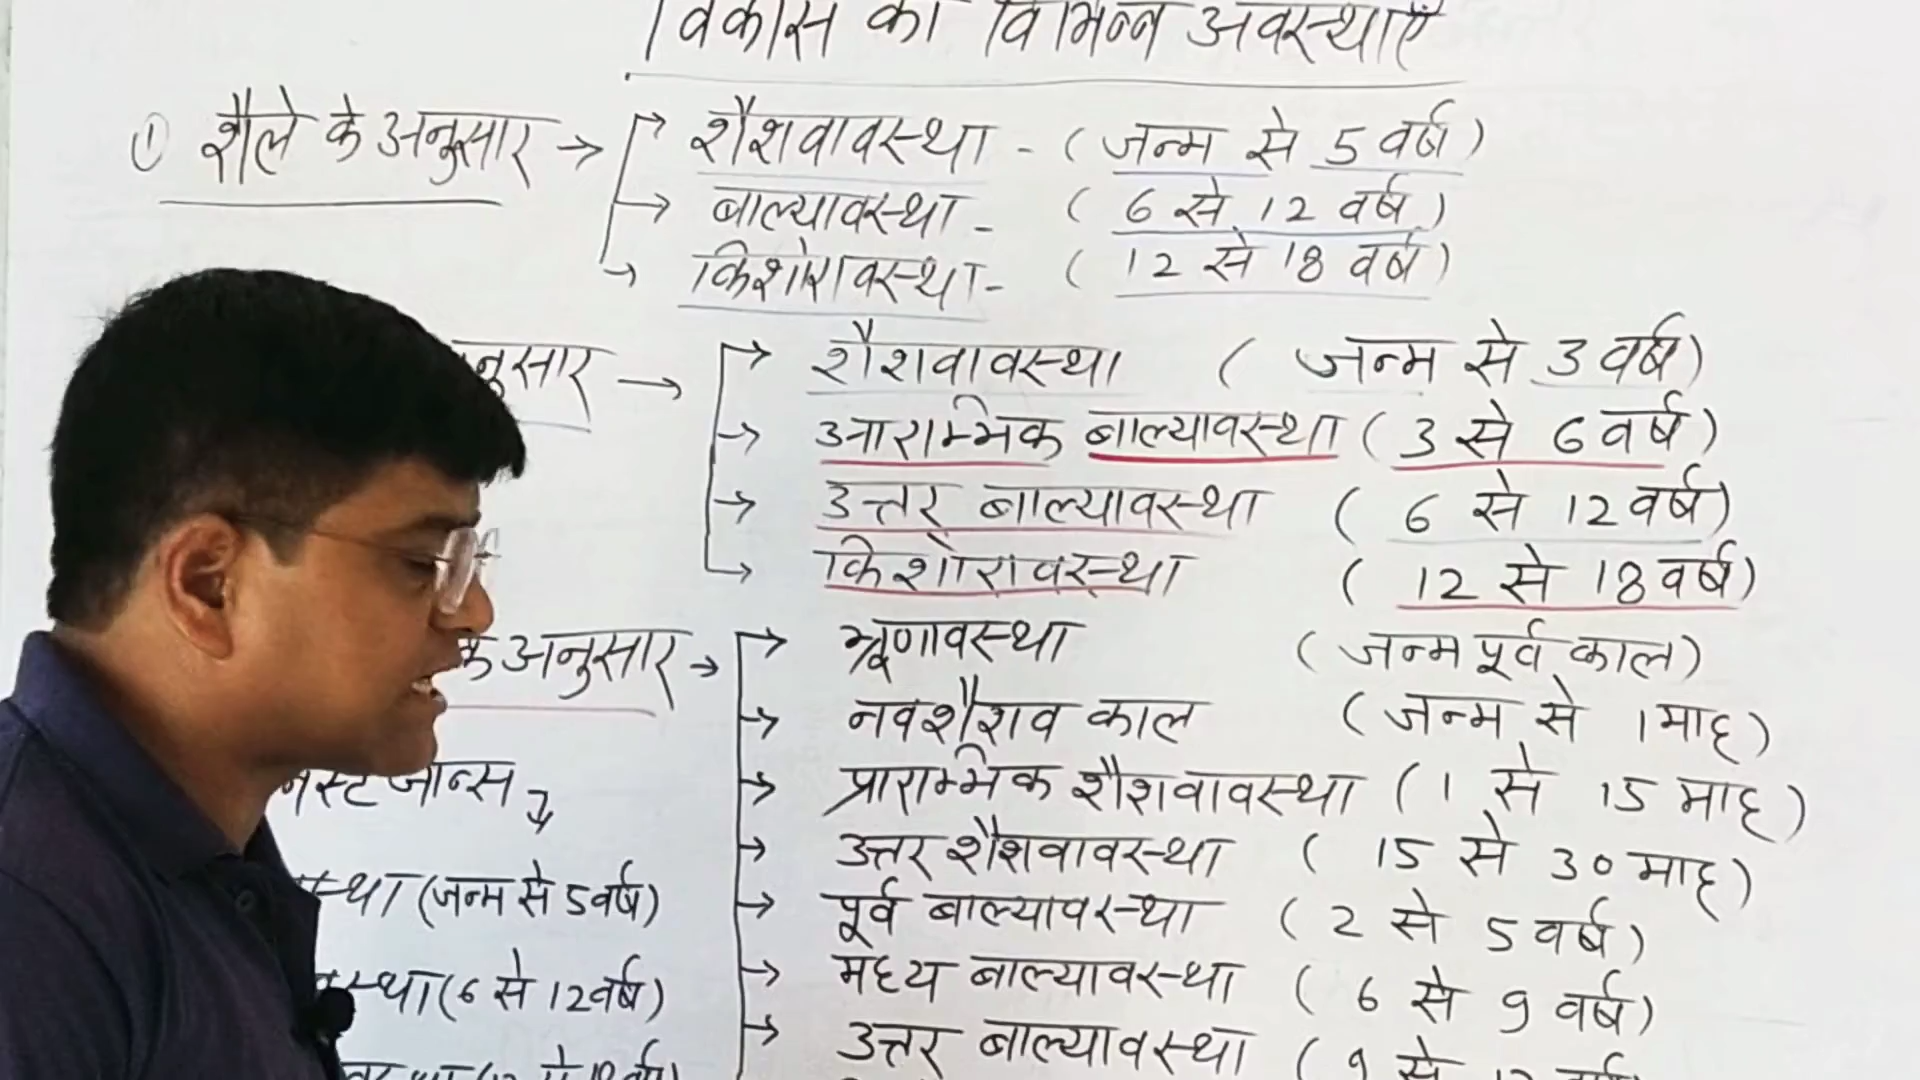 विकास की विभिन्न अवस्थाएँ
① शैले के अनुसार → शैशवावस्था - (जन्म से 5 वर्ष)
→ बाल्यावस्था - (6 से 12 वर्ष)
→ किशोरावस्था - (12 से 18 वर्ष)
नुसार → शैशवावस्था (जन्म से 3 वर्ष)
→ आराम्भिक बाल्यावस्था (3 से 6 वर्ष)
→ उत्तर बाल्यावस्था (6 से 12 वर्ष)
→ किशोरावस्था (12 से 18 वर्ष)
के अनुसार → भ्रूणावस्था (जन्म पूर्व काल)
→ नवशैशव काल (जन्म से 1 माह)
→ प्राराम्भिक शैशवावस्था (1 से 15 माह)
→ उत्तर शैशवावस्था (15 से 30 माह)
→ पूर्व बाल्यावस्था (2 से 5 वर्ष)
→ मध्य बाल्यावस्था (6 से 9 वर्ष)
→ उत्तर बाल्यावस्था (9 से 12 वर्ष)
नेस्ट जोन्स
स्था (जन्म से 5 वर्ष)
स्था (6 से 12 वर्ष)